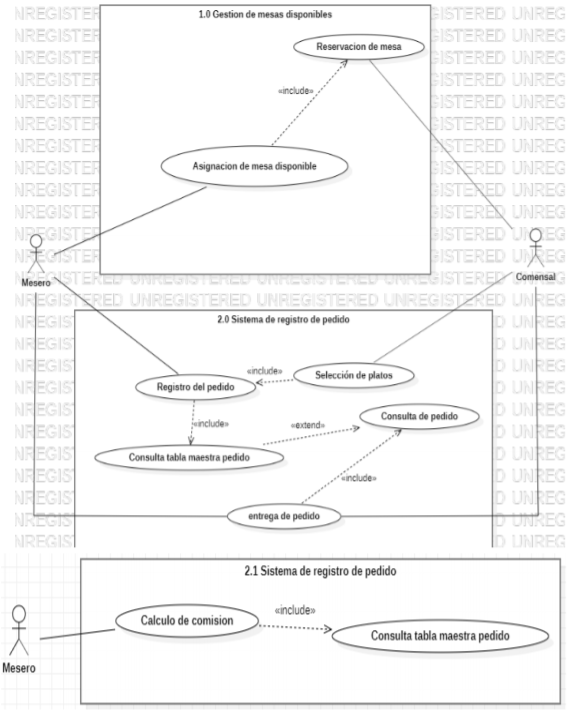 1.0 Gestion de mesas disponibles
Reservacion de mesa
«include»
Asignacion de mesa disponible
Mesero
Comensal
UNREGISTERED UNREGISTERED UNREGISTERED
2.0 Sistema de registro de pedido
«include»
Selección de platos
Registro del pedido
«include»
«extend»
Consulta de pedido
Consulta tabla maestra pedido
«include»
entrega de pedido
2.1 Sistema de registro de pedido
Calculo de comision
«include»
Consulta tabla maestra pedido
Mesero